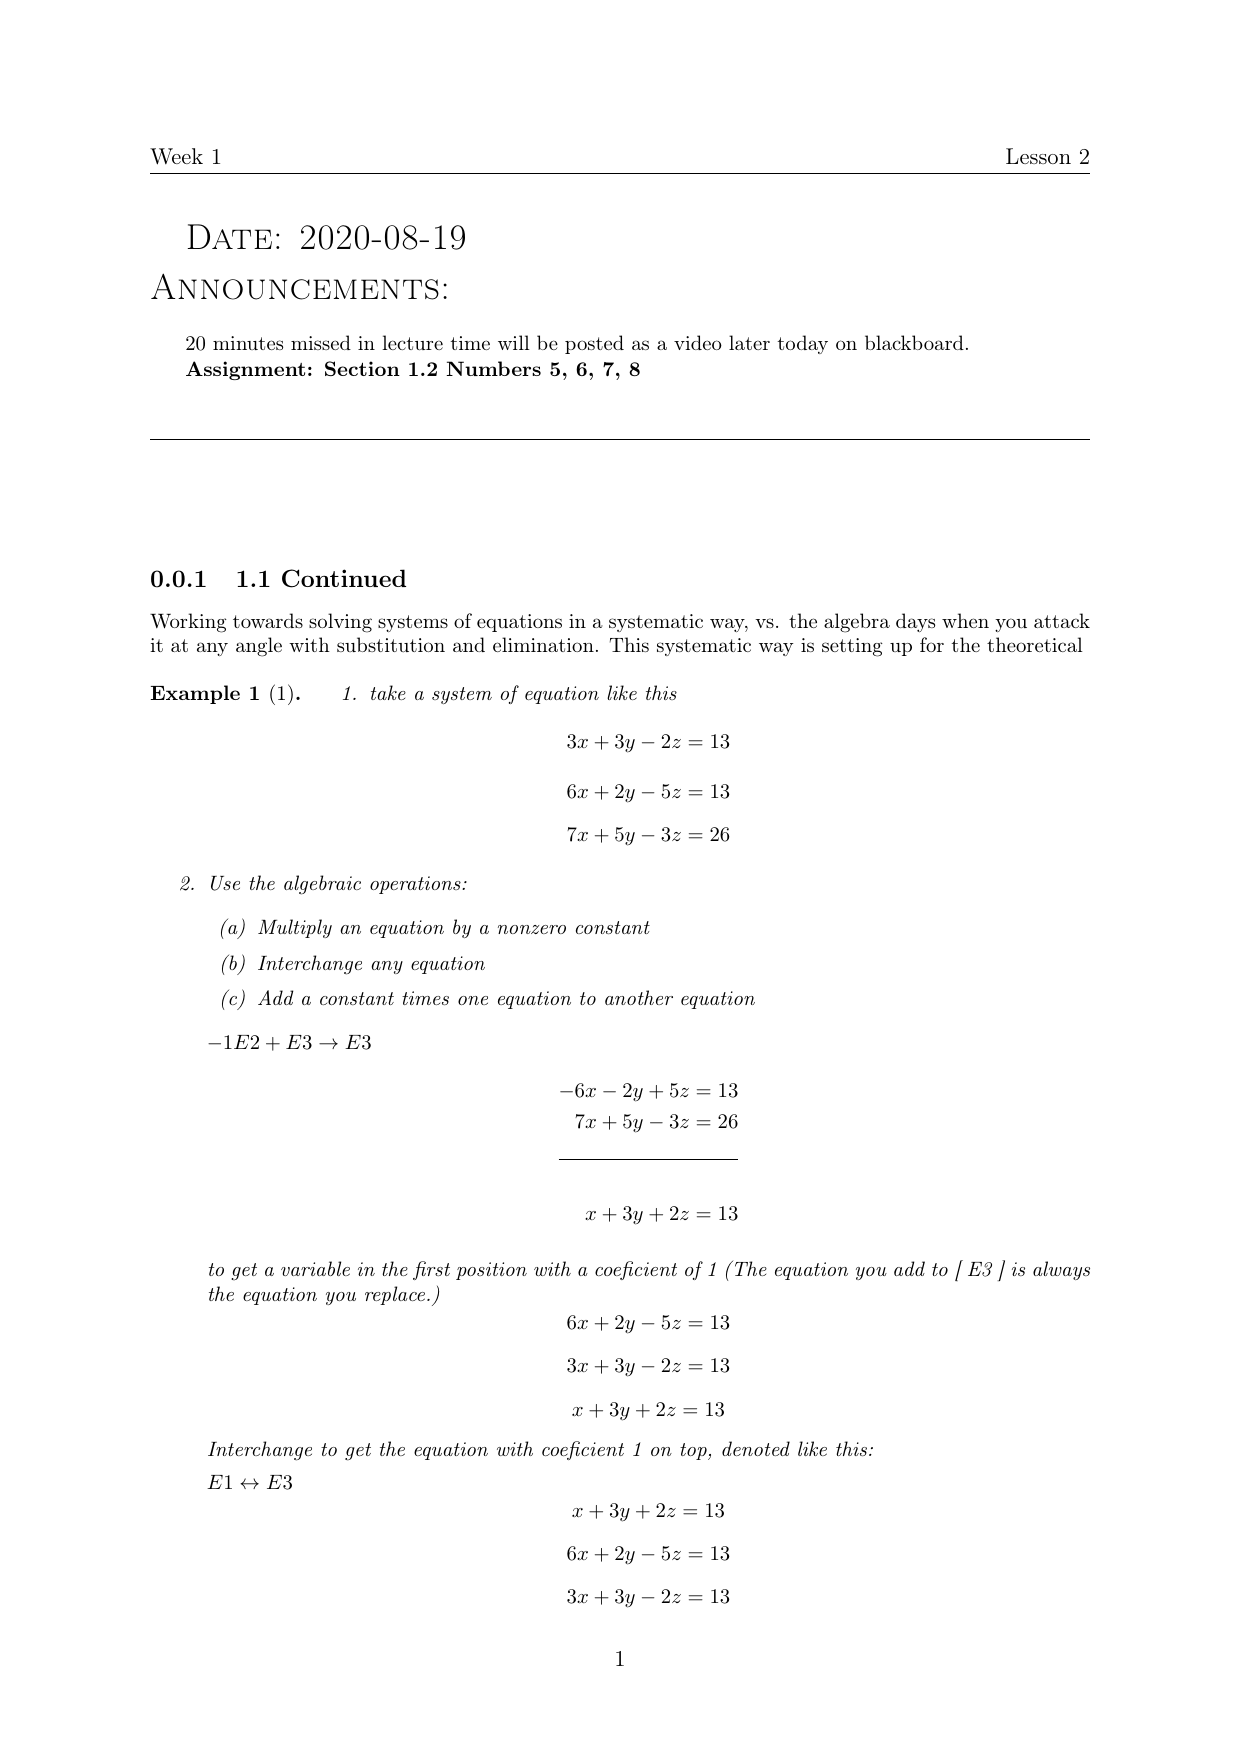 Week 1 Lesson 2
DATE: 2020-08-19
ANNOUNCEMENTS:
20 minutes missed in lecture time will be posted as a video later today on blackboard.
Assignment: Section 1.2 Numbers 5, 6, 7, 8
0.0.1 1.1 Continued
Working towards solving systems of equations in a systematic way, vs. the algebra days when you attack
it at any angle with substitution and elimination. This systematic way is setting up for the theoretical
Example 1 (1). 1. take a system of equation like this
3x + 3y − 2z = 13
6x + 2y − 5z = 13
7x + 5y − 3z = 26
2. Use the algebraic operations:
(a) Multiply an equation by a nonzero constant
(b) Interchange any equation
(c) Add a constant times one equation to another equation
−1E2 + E3 → E3
−6x − 2y + 5z = 13
7x + 5y − 3z = 26
x + 3y + 2z = 13
to get a variable in the first position with a coeficient of 1 (The equation you add to [ E3 ] is always
the equation you replace.)
6x + 2y − 5z = 13
3x + 3y − 2z = 13
x + 3y + 2z = 13
Interchange to get the equation with coeficient 1 on top, denoted like this:
E1 ↔ E3
x + 3y + 2z = 13
6x + 2y − 5z = 13
3x + 3y − 2z = 13
1